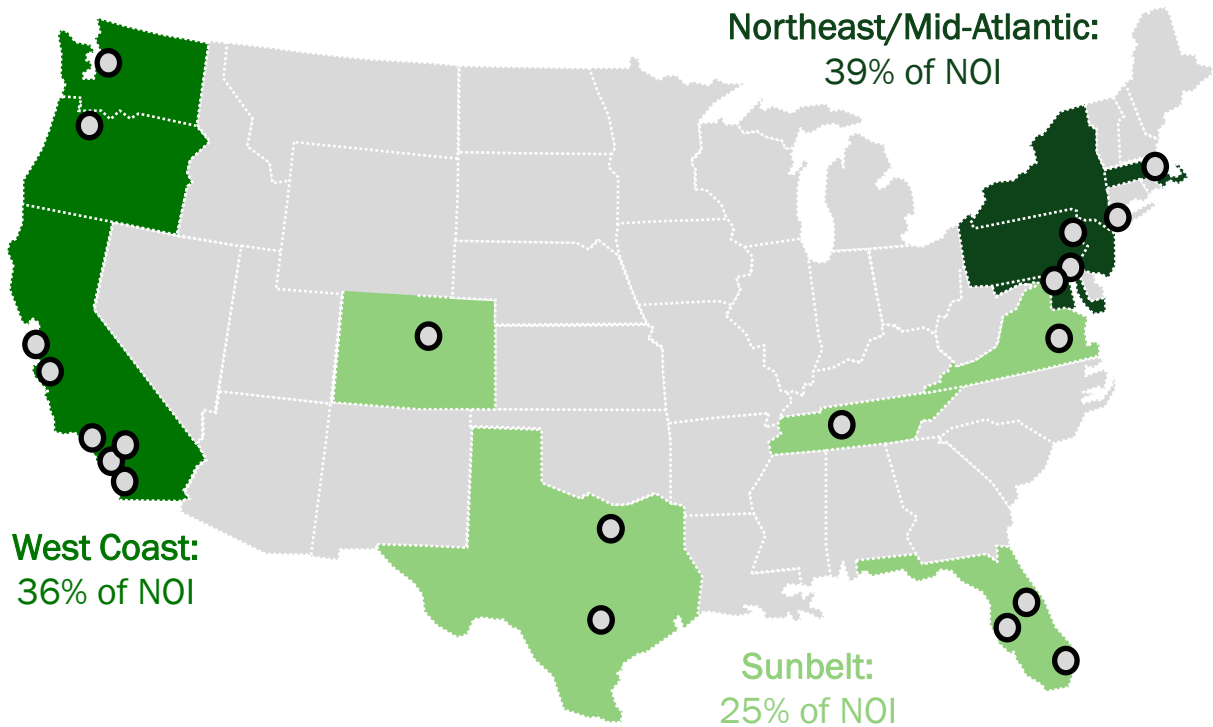 Northeast/Mid-Atlantic:
39% of NOI
West Coast:
36% of NOI
Sunbelt:
25% of NOI